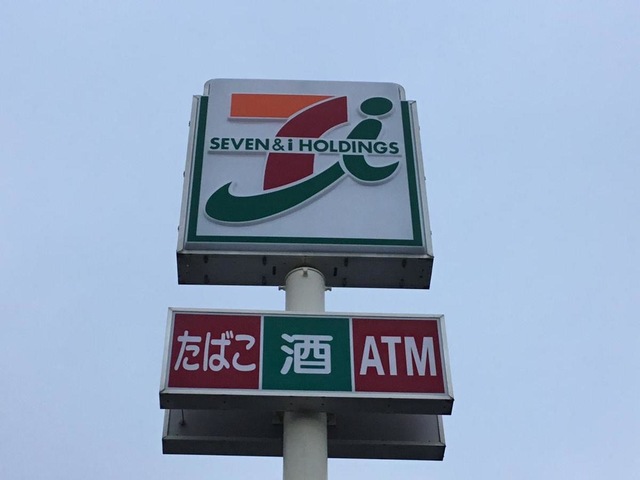 SEVEN & i HOLDINGS
たばこ 酒 ATM